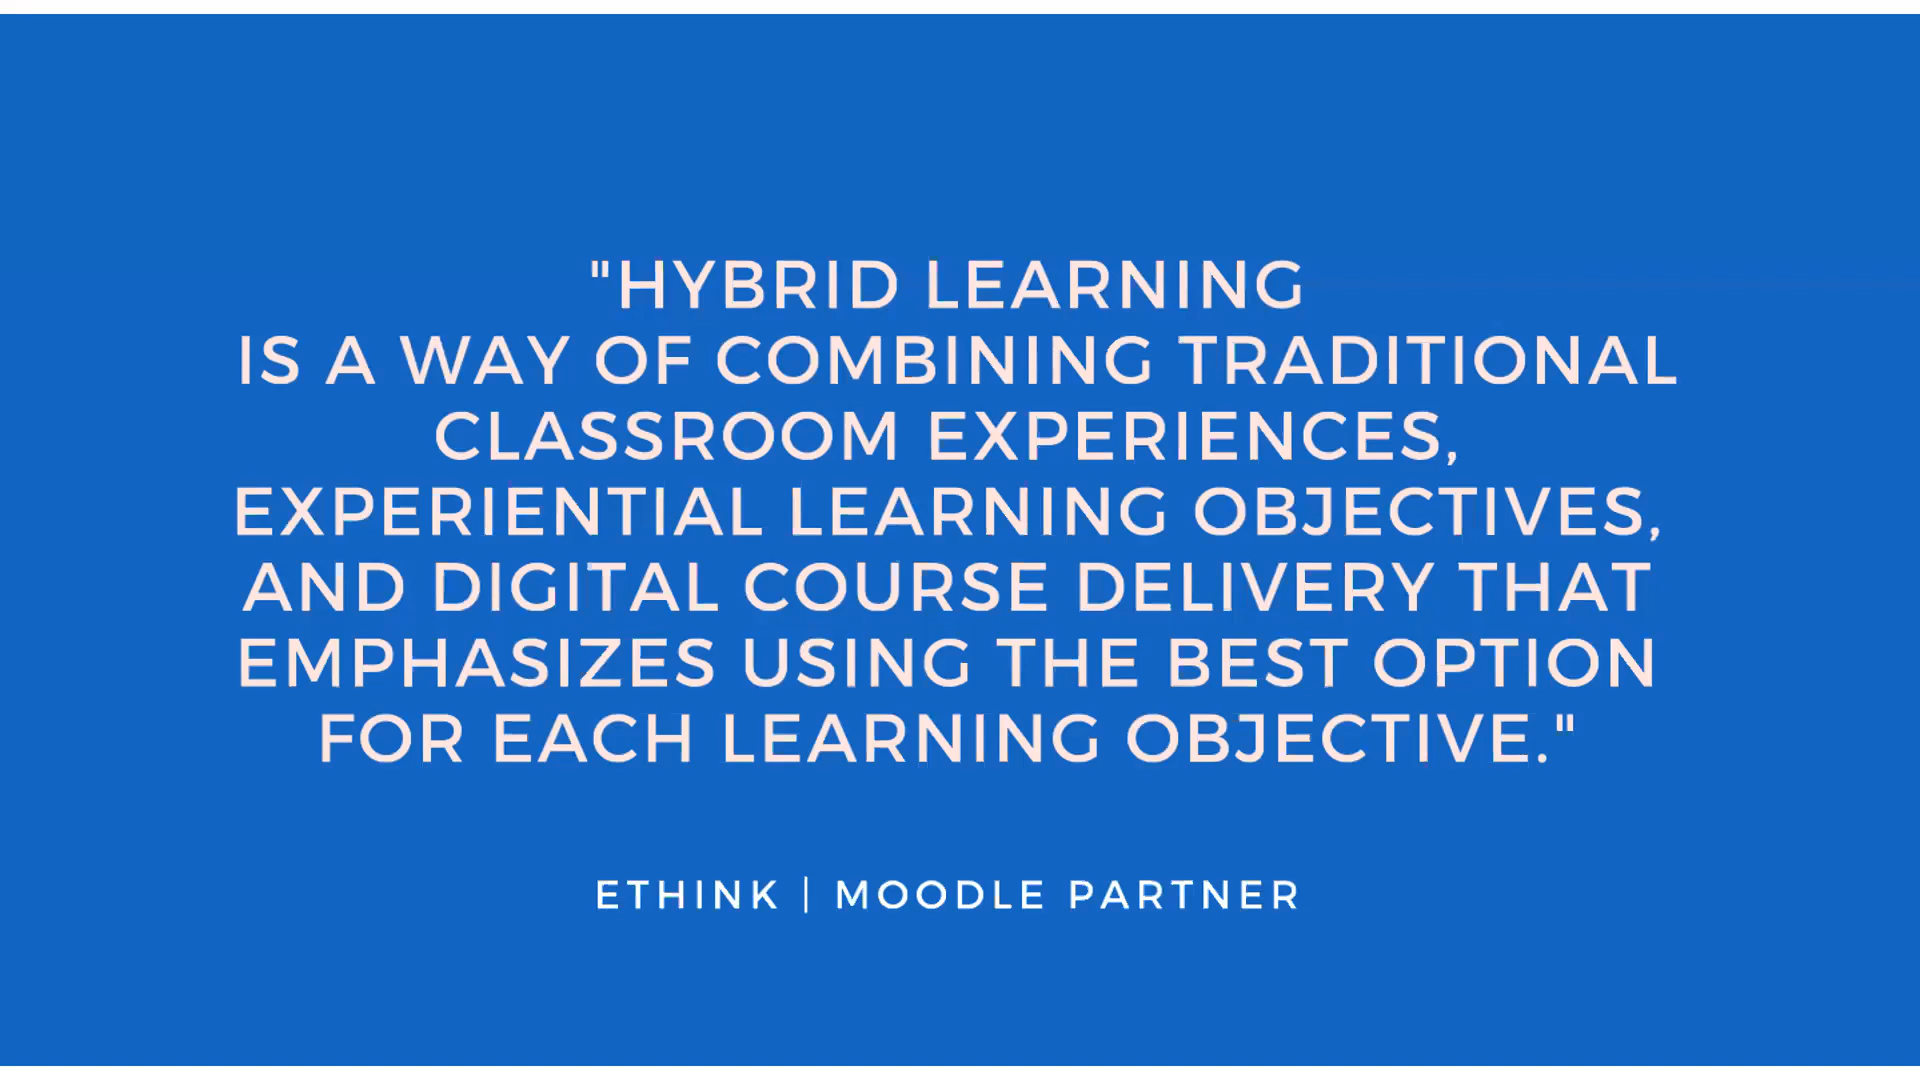 "HYBRID LEARNING
IS A WAY OF COMBINING TRADITIONAL
CLASSROOM EXPERIENCES,
EXPERIENTIAL LEARNING OBJECTIVES,
AND DIGITAL COURSE DELIVERY THAT
EMPHASIZES USING THE BEST OPTION
FOR EACH LEARNING OBJECTIVE."
ETHINK | MOODLE PARTNER